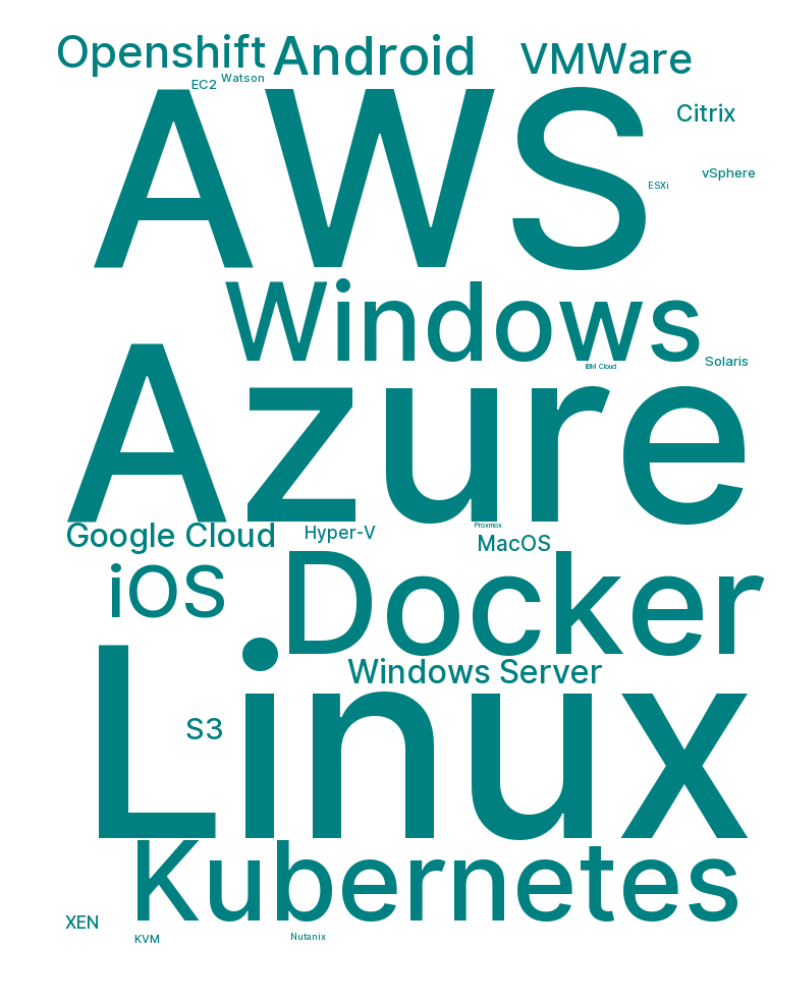 Openshift
Android
VMWare
EC2
Watson
Citrix
AWS
ESXi
vSphere
Windows
IBM Cloud
Solaris
Azure
Google Cloud
Hyper-V
Proxmox
MacOS
iOS
Docker
Windows Server
S3
Linux
Kubernetes
XEN
KVM
Nutanix